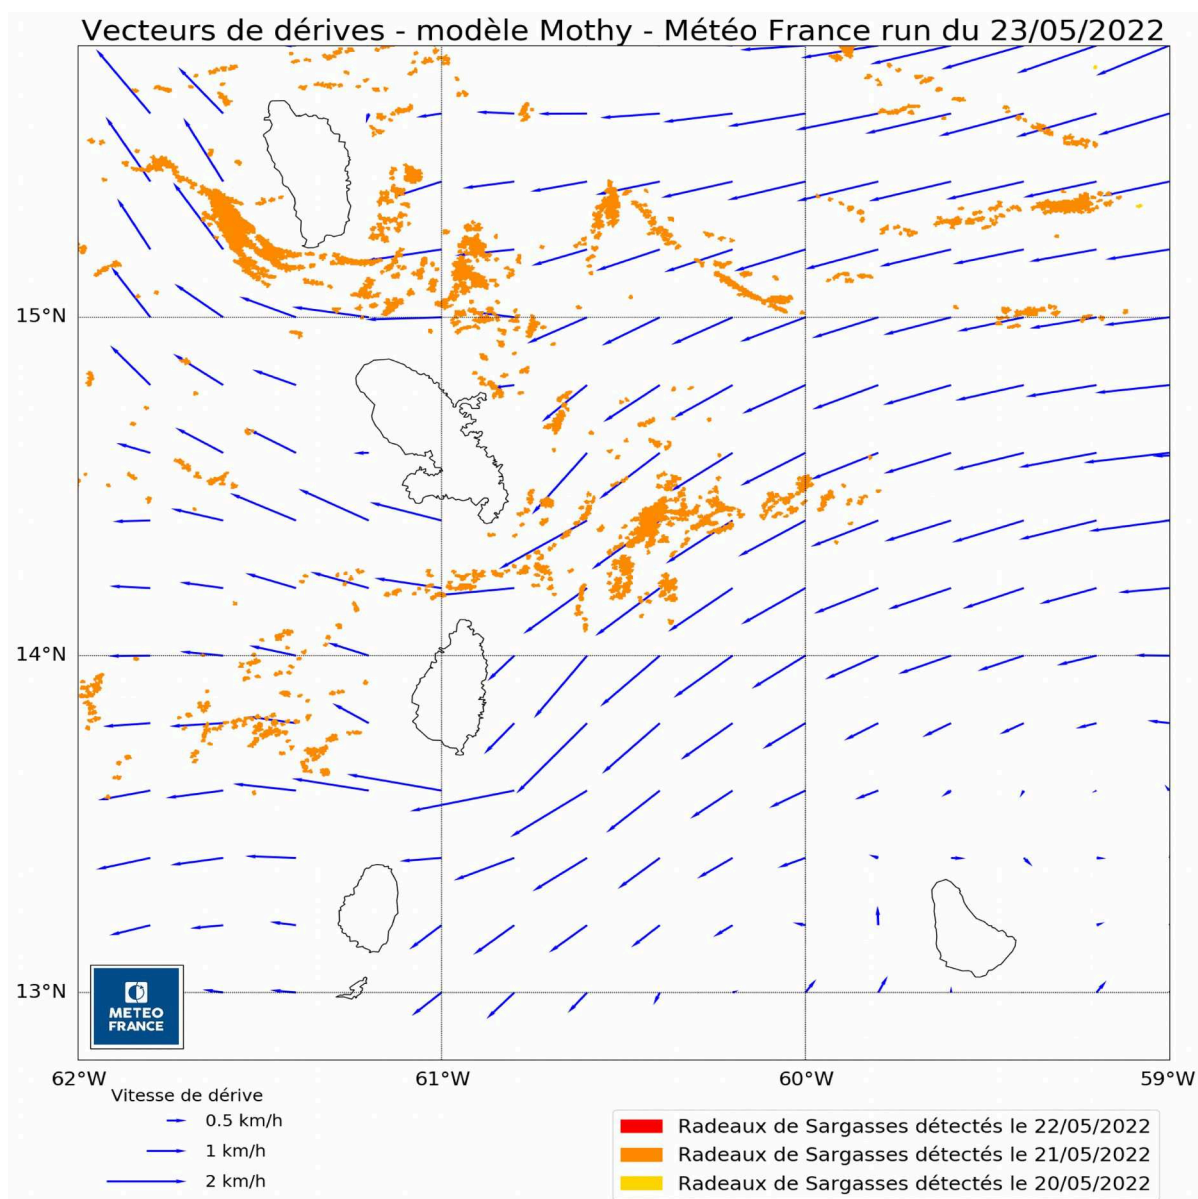 Vecteurs de dérives - modèle Mothy - Météo France run du 23/05/2022
15°N
14°N
13°N
METEO
FRANCE
62°W
61°W
60°W
59°W
Vitesse de dérive
0.5 km/h
1 km/h
2 km/h
Radeaux de Sargasses détectés le 22/05/2022
Radeaux de Sargasses détectés le 21/05/2022
Radeaux de Sargasses détectés le 20/05/2022